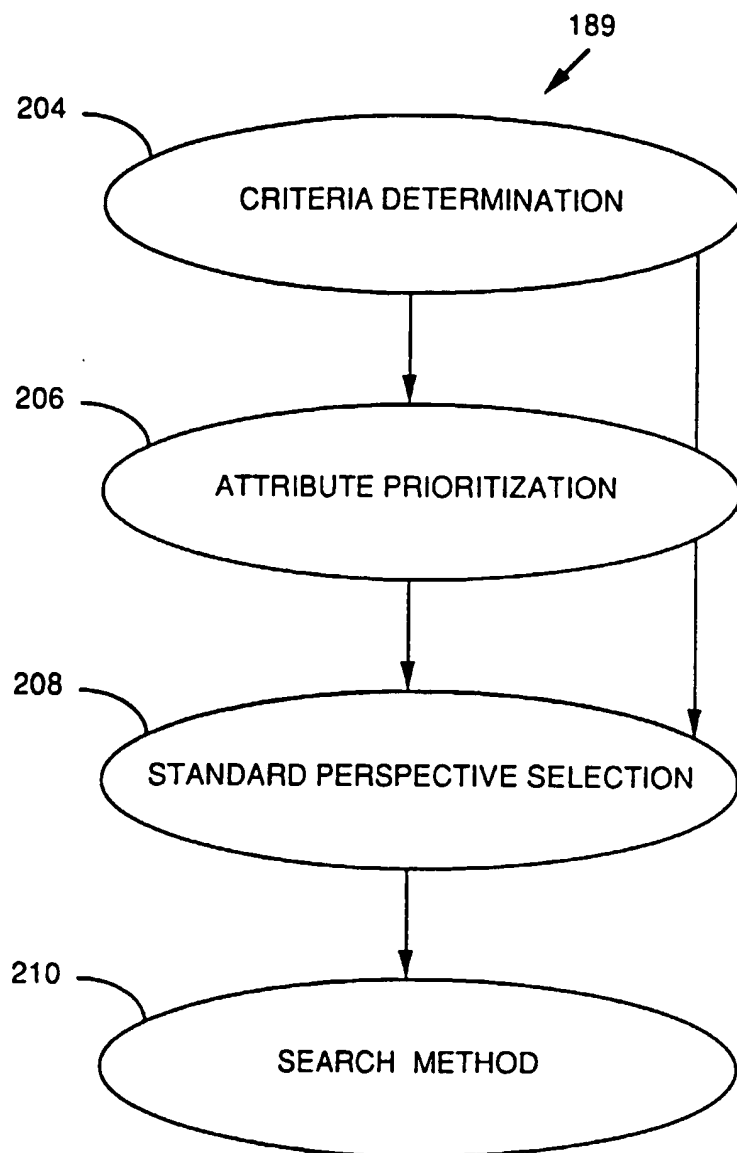 189
204
CRITERIA DETERMINATION
206
ATTRIBUTE PRIORITIZATION
208
STANDARD PERSPECTIVE SELECTION
210
SEARCH METHOD